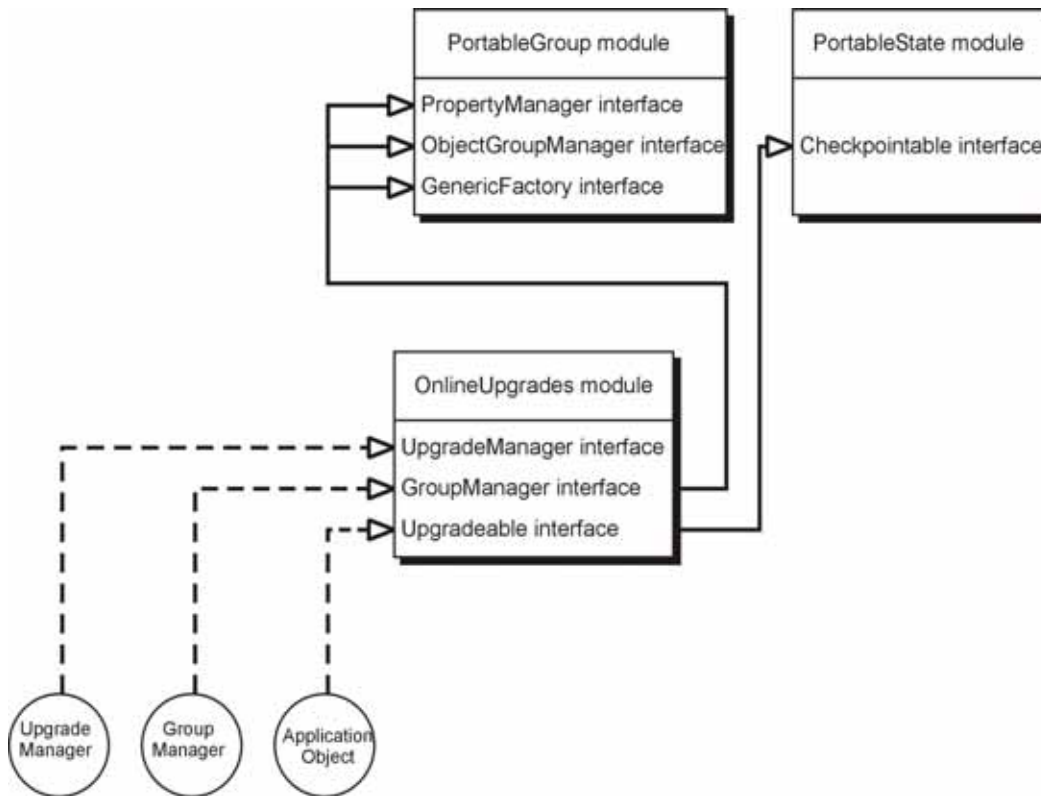 PortableGroup module
PropertyManager interface
ObjectGroupManager interface
GenericFactory interface
PortableState module
Checkpointable interface
OnlineUpgrades module
UpgradeManager interface
GroupManager interface
Upgradeable interface
Upgrade
Manager
Group
Manager
Application
Object